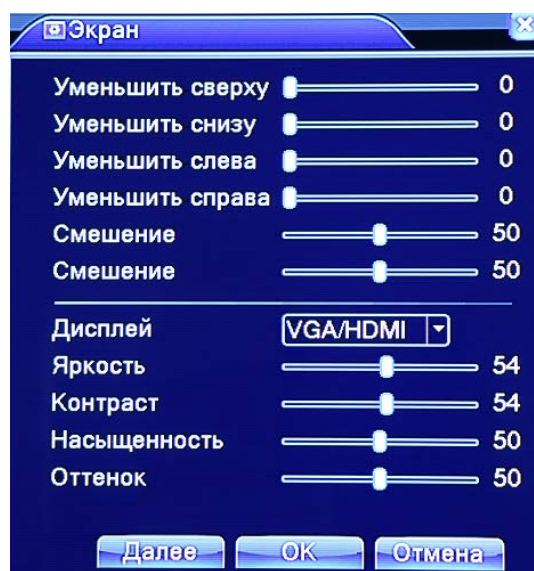 Экран
Уменьшить сверху 0
Уменьшить снизу 0
Уменьшить слева 0
Уменьшить справа 0
Смешение 50
Смешение 50
Дисплей VGA/HDMI
Яркость 54
Контраст 54
Насыщенность 50
Оттенок 50
Далее OK Отмена